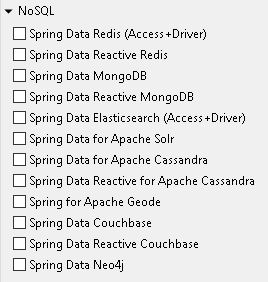 NoSQL
Spring Data Redis (Access+Driver)
Spring Data Reactive Redis
Spring Data MongoDB
Spring Data Reactive MongoDB
Spring Data Elasticsearch (Access+Driver)
Spring Data for Apache Solr
Spring Data for Apache Cassandra
Spring Data Reactive for Apache Cassandra
Spring for Apache Geode
Spring Data Couchbase
Spring Data Reactive Couchbase
Spring Data Neo4j